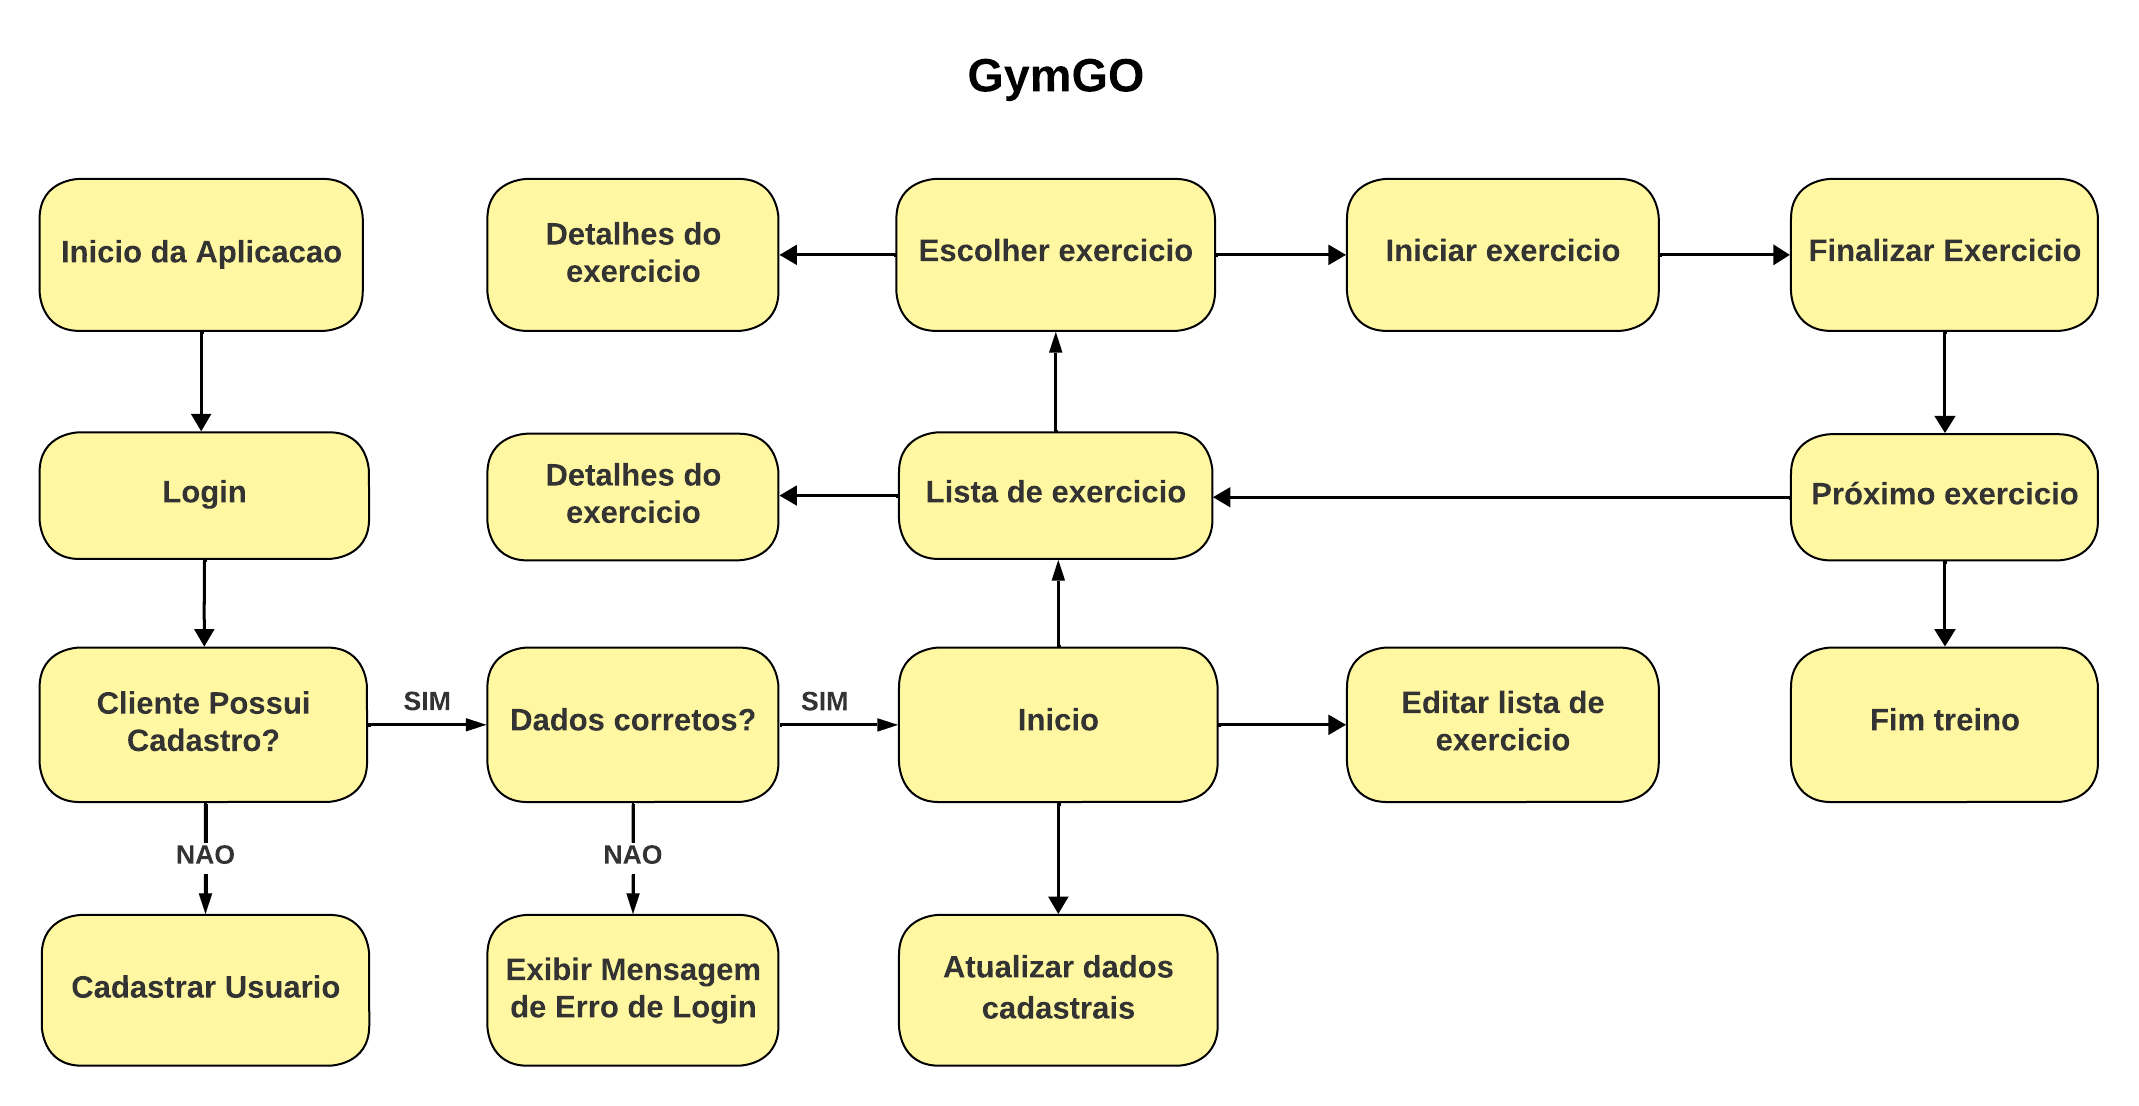 GymGO
Inicio da Aplicacao
Detalhes do
exercicio
Escolher exercicio
Iniciar exercicio
Finalizar Exercicio
Login
Detalhes do
exercicio
Lista de exercicio
Próximo exercicio
Cliente Possui
Cadastro?
SIM
Dados corretos?
SIM
Inicio
Editar lista de
exercicio
Fim treino
NÃO
NÃO
Cadastrar Usuario
Exibir Mensagem
de Erro de Login
Atualizar dados
cadastrais